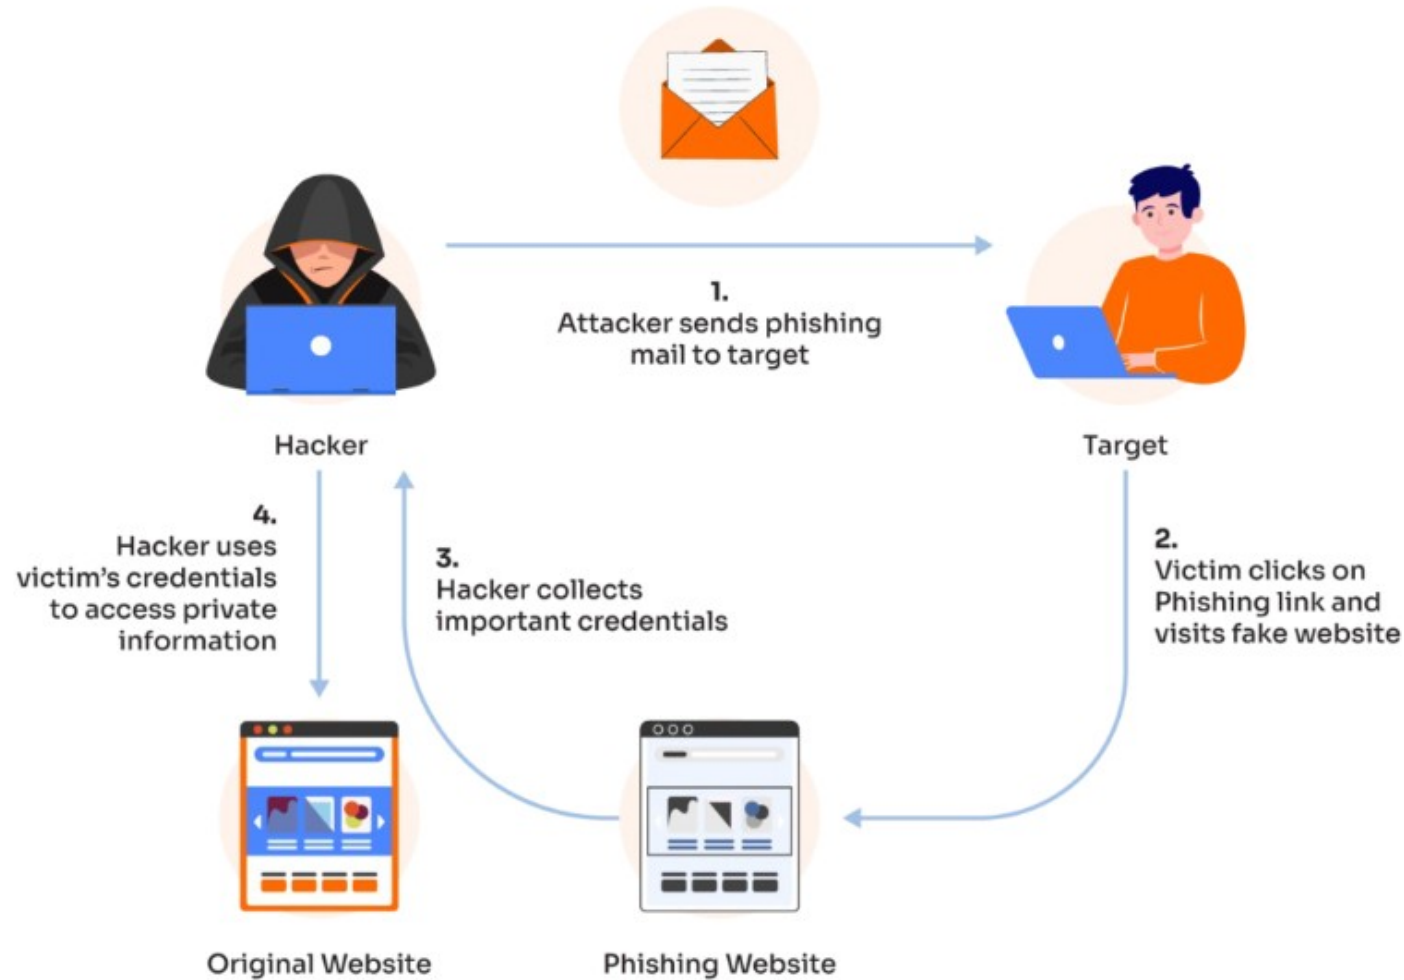 1.
Attacker sends phishing
mail to target
Hacker
Target
4.
Hacker uses
victim’s credentials
to access private
information
3.
Hacker collects
important credentials
2.
Victim clicks on
Phishing link and
visits fake website
Original Website
Phishing Website